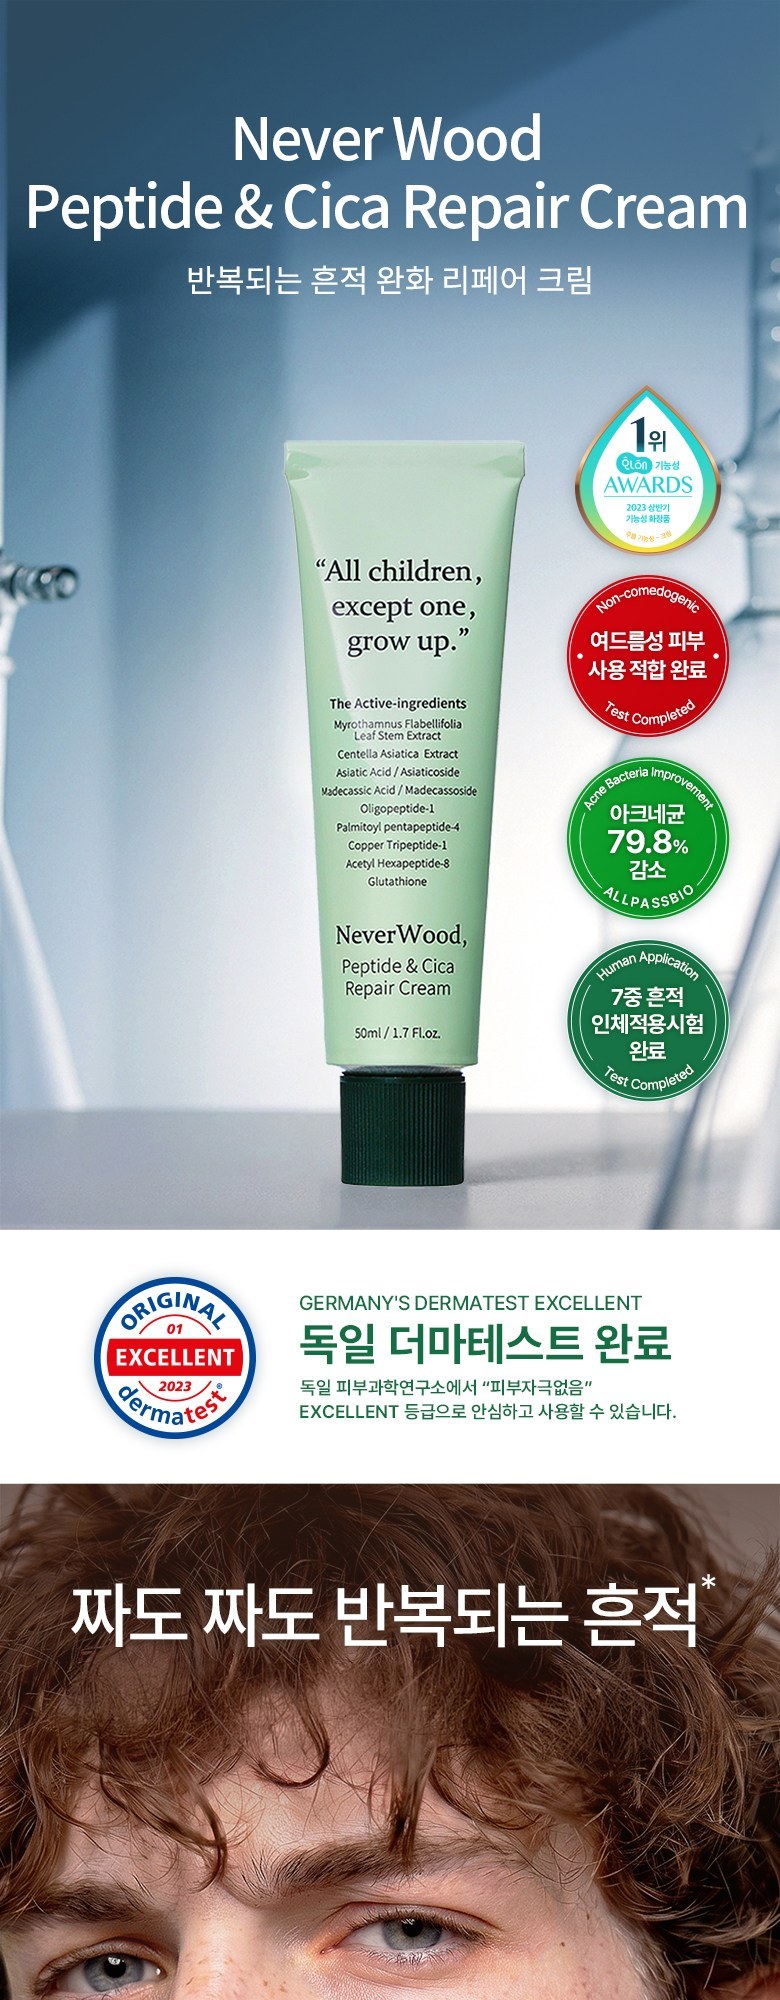 Never Wood
Peptide & Cica Repair Cream
반복되는 흔적 완화 리페어 크림
1위
기능성
AWARDS
2023 상반기
기능성 화장품
“All children,
except one,
grow up.”
The Active-ingredients
Myrothamnus Flabellifolia
Leaf Stem Extract
Centella Asiatica Extract
Asiatic Acid / Asiaticoside
Madecassic Acid / Madecassoside
Oligopeptide-1
Palmitoyl pentapeptide-4
Copper Tripeptide-1
Acetyl Hexapeptide-8
Glutathione
NeverWood,
Peptide & Cica
Repair Cream
50ml / 1.7 Fl.oz.
Non-comedogenic
여드름성 피부
사용 적합 완료
Test Completed
Acne Bacteria Improvement
아크네균
79.8%
감소
ALLPASSBIO
Human Application
7중 흔적
인체적용시험
완료
Test Completed
ORIGINAL
01
EXCELLENT
2023
dermatest®
GERMANY'S DERMATEST EXCELLENT
독일 더마테스트 완료
독일 피부과학연구소에서 “피부자극없음”
EXCELLENT 등급으로 안심하고 사용할 수 있습니다.
짜도 짜도 반복되는 흔적*